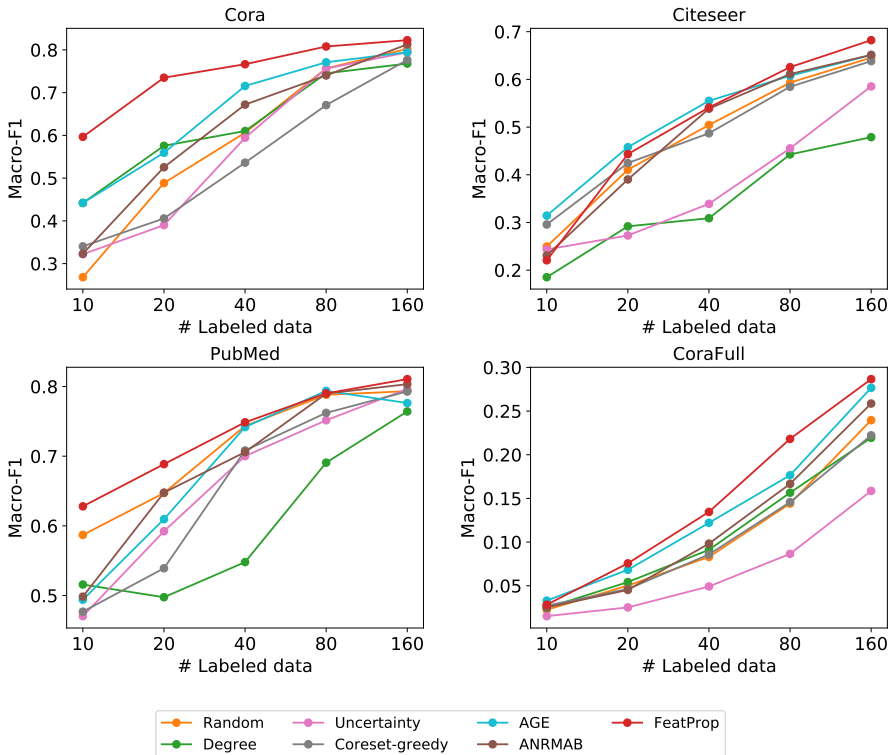 Cora
Macro-F1
0.8
0.7
0.6
0.5
0.4
0.3
10 20 40 80 160
# Labeled data
Citeseer
Macro-F1
0.7
0.6
0.5
0.4
0.3
0.2
10 20 40 80 160
# Labeled data
PubMed
Macro-F1
0.8
0.7
0.6
0.5
10 20 40 80 160
# Labeled data
CoraFull
Macro-F1
0.30
0.25
0.20
0.15
0.10
0.05
10 20 40 80 160
# Labeled data
Random Uncertainty AGE FeatProp
Degree Coreset-greedy ANRMAB